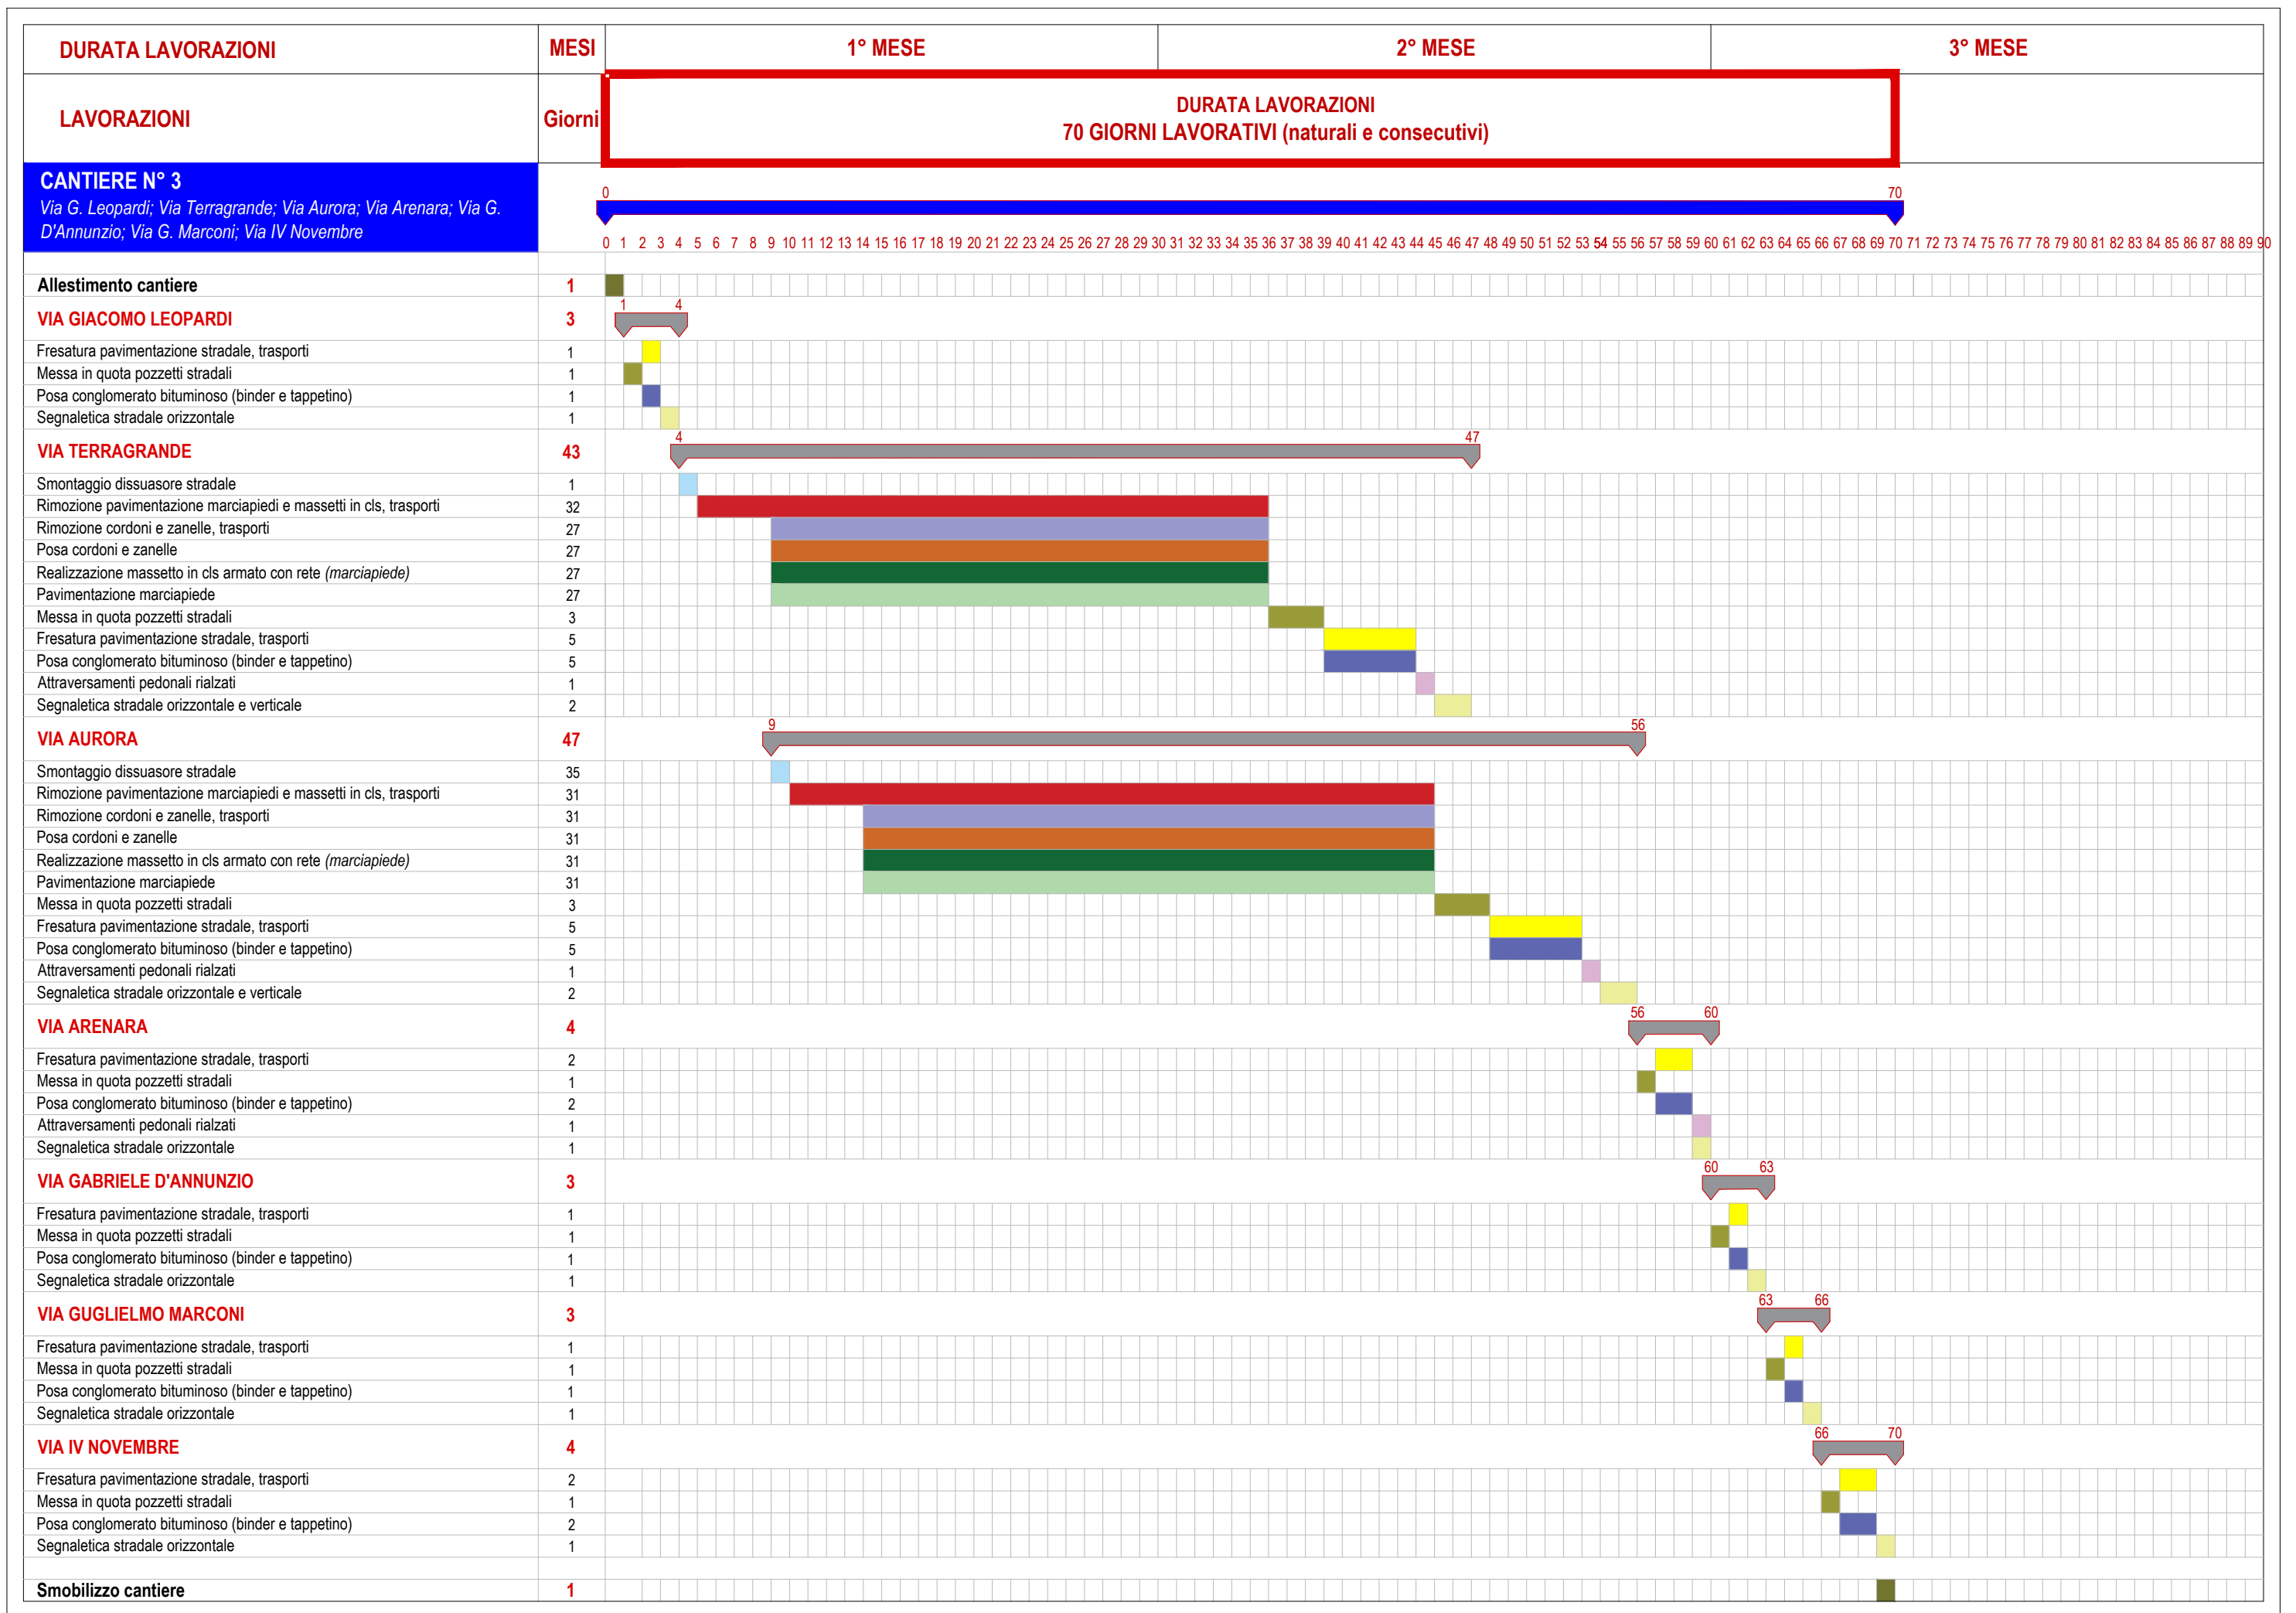 DURATA LAVORAZIONI MESI 1° MESE 2° MESE 3° MESE
LAVORAZIONI Giorni
DURATA LAVORAZIONI
70 GIORNI LAVORATIVI (naturali e consecutivi)
CANTIERE N° 3
Via G. Leopardi; Via Terragrande; Via Aurora; Via Arenara; Via G.
D'Annunzio; Via G. Marconi; Via IV Novembre
0 70
0 1 2 3 4 5 6 7 8 9 10 11 12 13 14 15 16 17 18 19 20 21 22 23 24 25 26 27 28 29 30 31 32 33 34 35 36 37 38 39 40 41 42 43 44 45 46 47 48 49 50 51 52 53 54 55 56 57 58 59 60 61 62 63 64 65 66 67 68 69 70 71 72 73 74 75 76 77 78 79 80 81 82 83 84 85 86 87 88 89 90
Allestimento cantiere 1
1 4
VIA GIACOMO LEOPARDI 3
Fresatura pavimentazione stradale, trasporti 1
Messa in quota pozzetti stradali 1
Posa conglomerato bituminoso (binder e tappetino) 1
Segnaletica stradale orizzontale 1
4 47
VIA TERRAGRANDE 43
Smontaggio dissuasore stradale 1
Rimozione pavimentazione marciapiedi e massetti in cls, trasporti 32
Rimozione cordoni e zanelle, trasporti 27
Posa cordoni e zanelle 27
Realizzazione massetto in cls armato con rete (marciapiede) 27
Pavimentazione marciapiede 27
Messa in quota pozzetti stradali 3
Fresatura pavimentazione stradale, trasporti 5
Posa conglomerato bituminoso (binder e tappetino) 5
Attraversamenti pedonali rialzati 1
Segnaletica stradale orizzontale e verticale 2
9 56
VIA AURORA 47
Smontaggio dissuasore stradale 35
Rimozione pavimentazione marciapiedi e massetti in cls, trasporti 31
Rimozione cordoni e zanelle, trasporti 31
Posa cordoni e zanelle 31
Realizzazione massetto in cls armato con rete (marciapiede) 31
Pavimentazione marciapiede 31
Messa in quota pozzetti stradali 3
Fresatura pavimentazione stradale, trasporti 5
Posa conglomerato bituminoso (binder e tappetino) 5
Attraversamenti pedonali rialzati 1
Segnaletica stradale orizzontale e verticale 2
56 60
VIA ARENARA 4
Fresatura pavimentazione stradale, trasporti 2
Messa in quota pozzetti stradali 1
Posa conglomerato bituminoso (binder e tappetino) 2
Attraversamenti pedonali rialzati 1
Segnaletica stradale orizzontale 1
60 63
VIA GABRIELE D'ANNUNZIO 3
Fresatura pavimentazione stradale, trasporti 1
Messa in quota pozzetti stradali 1
Posa conglomerato bituminoso (binder e tappetino) 1
Segnaletica stradale orizzontale 1
63 66
VIA GUGLIELMO MARCONI 3
Fresatura pavimentazione stradale, trasporti 1
Messa in quota pozzetti stradali 1
Posa conglomerato bituminoso (binder e tappetino) 1
Segnaletica stradale orizzontale 1
66 70
VIA IV NOVEMBRE 4
Fresatura pavimentazione stradale, trasporti 2
Messa in quota pozzetti stradali 1
Posa conglomerato bituminoso (binder e tappetino) 2
Segnaletica stradale orizzontale 1
Smobilizzo cantiere 1